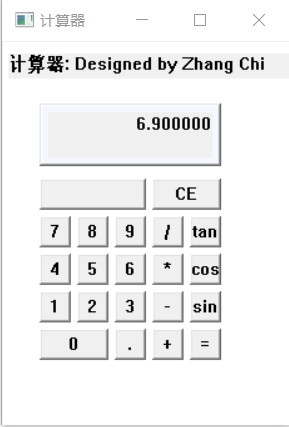 计算器
计算器: Designed by Zhang Chi
6.900000
CE
7 8 9 / tan
4 5 6 * cos
1 2 3 - sin
0 . + =